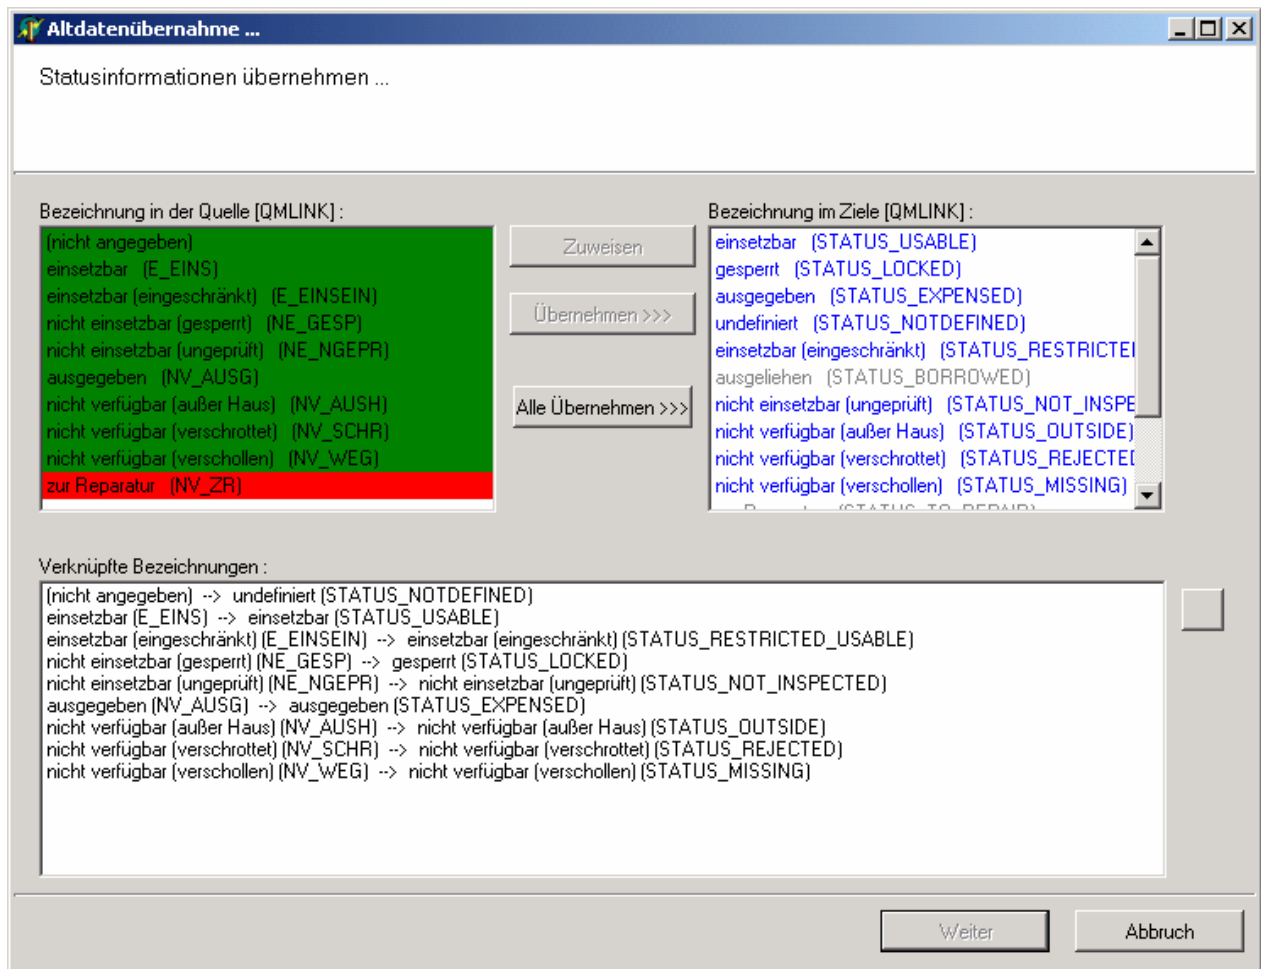 Altdatenübernahme ...
Statusinformationen übernehmen ...
Bezeichnung in der Quelle [QMLINK] :
(nicht angegeben)
einsetzbar (E_EINS)
einsetzbar (eingeschränkt) (E_EINSEIN)
nicht einsetzbar (gesperrt) (NE_GESP)
nicht einsetzbar (ungeprüft) (NE_NGEPR)
ausgegeben (NV_AUSG)
nicht verfügbar (außer Haus) (NV_AUSH)
nicht verfügbar (verschrottet) (NV_SCHR)
nicht verfügbar (verschollen) (NV_WEG)
zur Reparatur (NV_ZR)
Zuweisen
Übernehmen >>>
Alle Übernehmen >>>
Bezeichnung im Ziele [QMLINK] :
einsetzbar (STATUS_USABLE)
gesperrt (STATUS_LOCKED)
ausgegeben (STATUS_EXPENSED)
undefiniert (STATUS_NOTDEFINED)
einsetzbar (eingeschränkt) (STATUS_RESTRICTE
ausgeliehen (STATUS_BORROWED)
nicht einsetzbar (ungeprüft) (STATUS_NOT_INSPE
nicht verfügbar (außer Haus) (STATUS_OUTSIDE)
nicht verfügbar (verschrottet) (STATUS_REJECTE
nicht verfügbar (verschollen) (STATUS_MISSING)
(STATUS_TO_REPAIR)
Verknüpfte Bezeichnungen :
(nicht angegeben) --> undefiniert (STATUS_NOTDEFINED)
einsetzbar (E_EINS) --> einsetzbar (STATUS_USABLE)
einsetzbar (eingeschränkt) (E_EINSEIN) --> einsetzbar (eingeschränkt) (STATUS_RESTRICTED_USABLE)
nicht einsetzbar (gesperrt) (NE_GESP) --> gesperrt (STATUS_LOCKED)
nicht einsetzbar (ungeprüft) (NE_NGEPR) --> nicht einsetzbar (ungeprüft) (STATUS_NOT_INSPECTED)
ausgegeben (NV_AUSG) --> ausgegeben (STATUS_EXPENSED)
nicht verfügbar (außer Haus) (NV_AUSH) --> nicht verfügbar (außer Haus) (STATUS_OUTSIDE)
nicht verfügbar (verschrottet) (NV_SCHR) --> nicht verfügbar (verschrottet) (STATUS_REJECTED)
nicht verfügbar (verschollen) (NV_WEG) --> nicht verfügbar (verschollen) (STATUS_MISSING)
Weiter
Abbruch